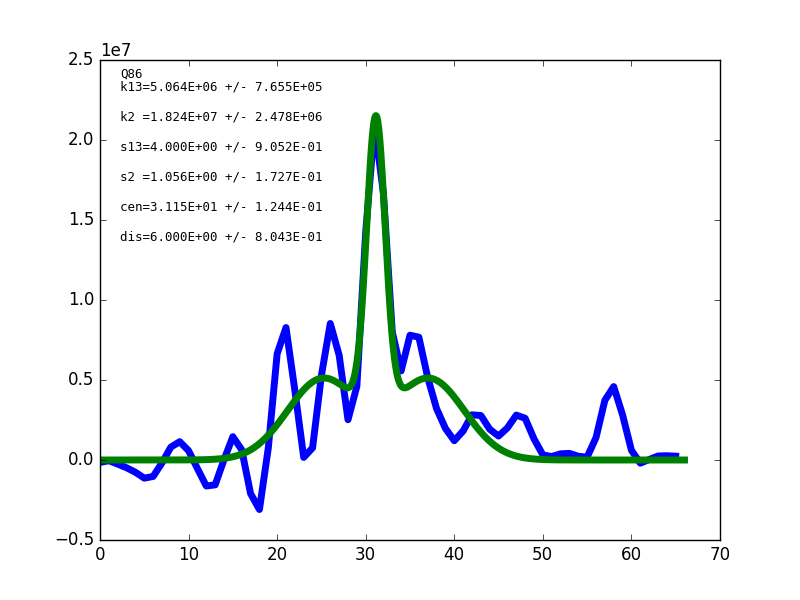 1e7
2.5
Q86
k13=5.064E+06 +/- 7.655E+05
k2 =1.824E+07 +/- 2.478E+06
2.0
s13=4.000E+00 +/- 9.052E-01
s2 =1.056E+00 +/- 1.727E-01
1.5
cen=3.115E+01 +/- 1.244E-01
dis=6.000E+00 +/- 8.043E-01
1.0
0.5
0.0
−0.5
0 10 20 30 40 50 60 70